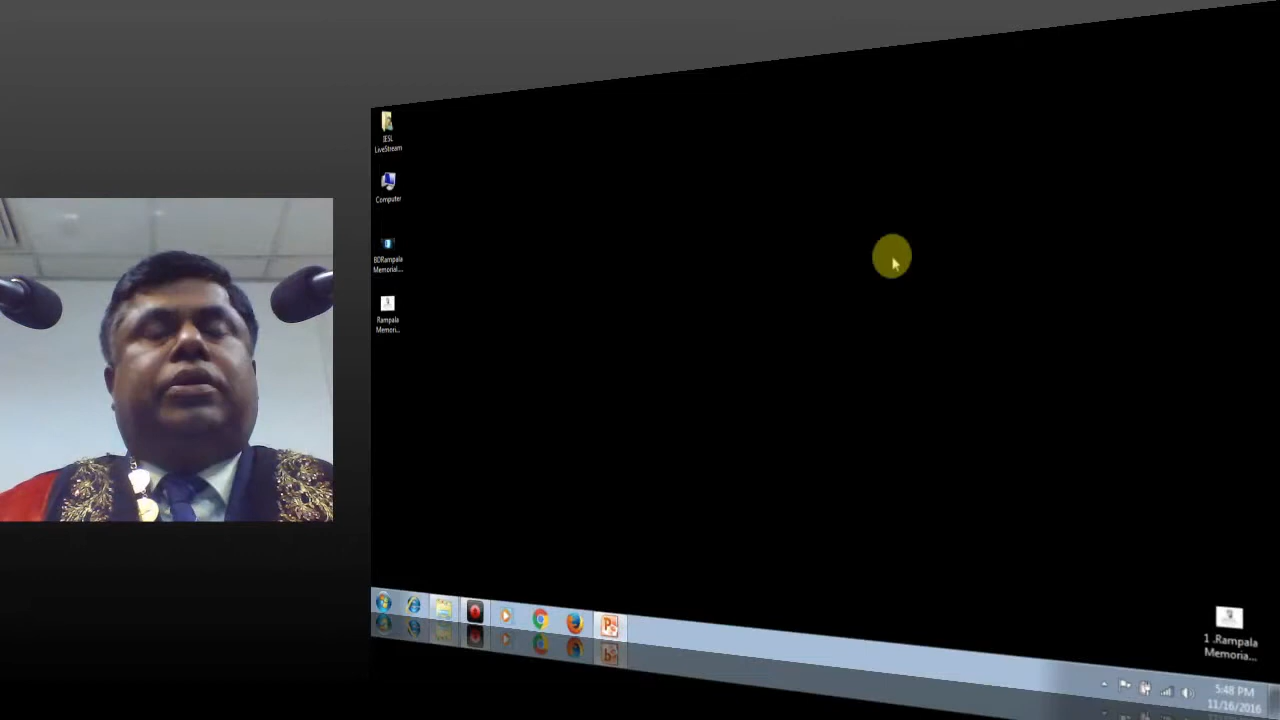 IESL
LiveStream
Computer
BDRampala
Memorial...
Rampala
Memori...
1 .Rampala
Memoria...
5:48 PM
11/16/2016